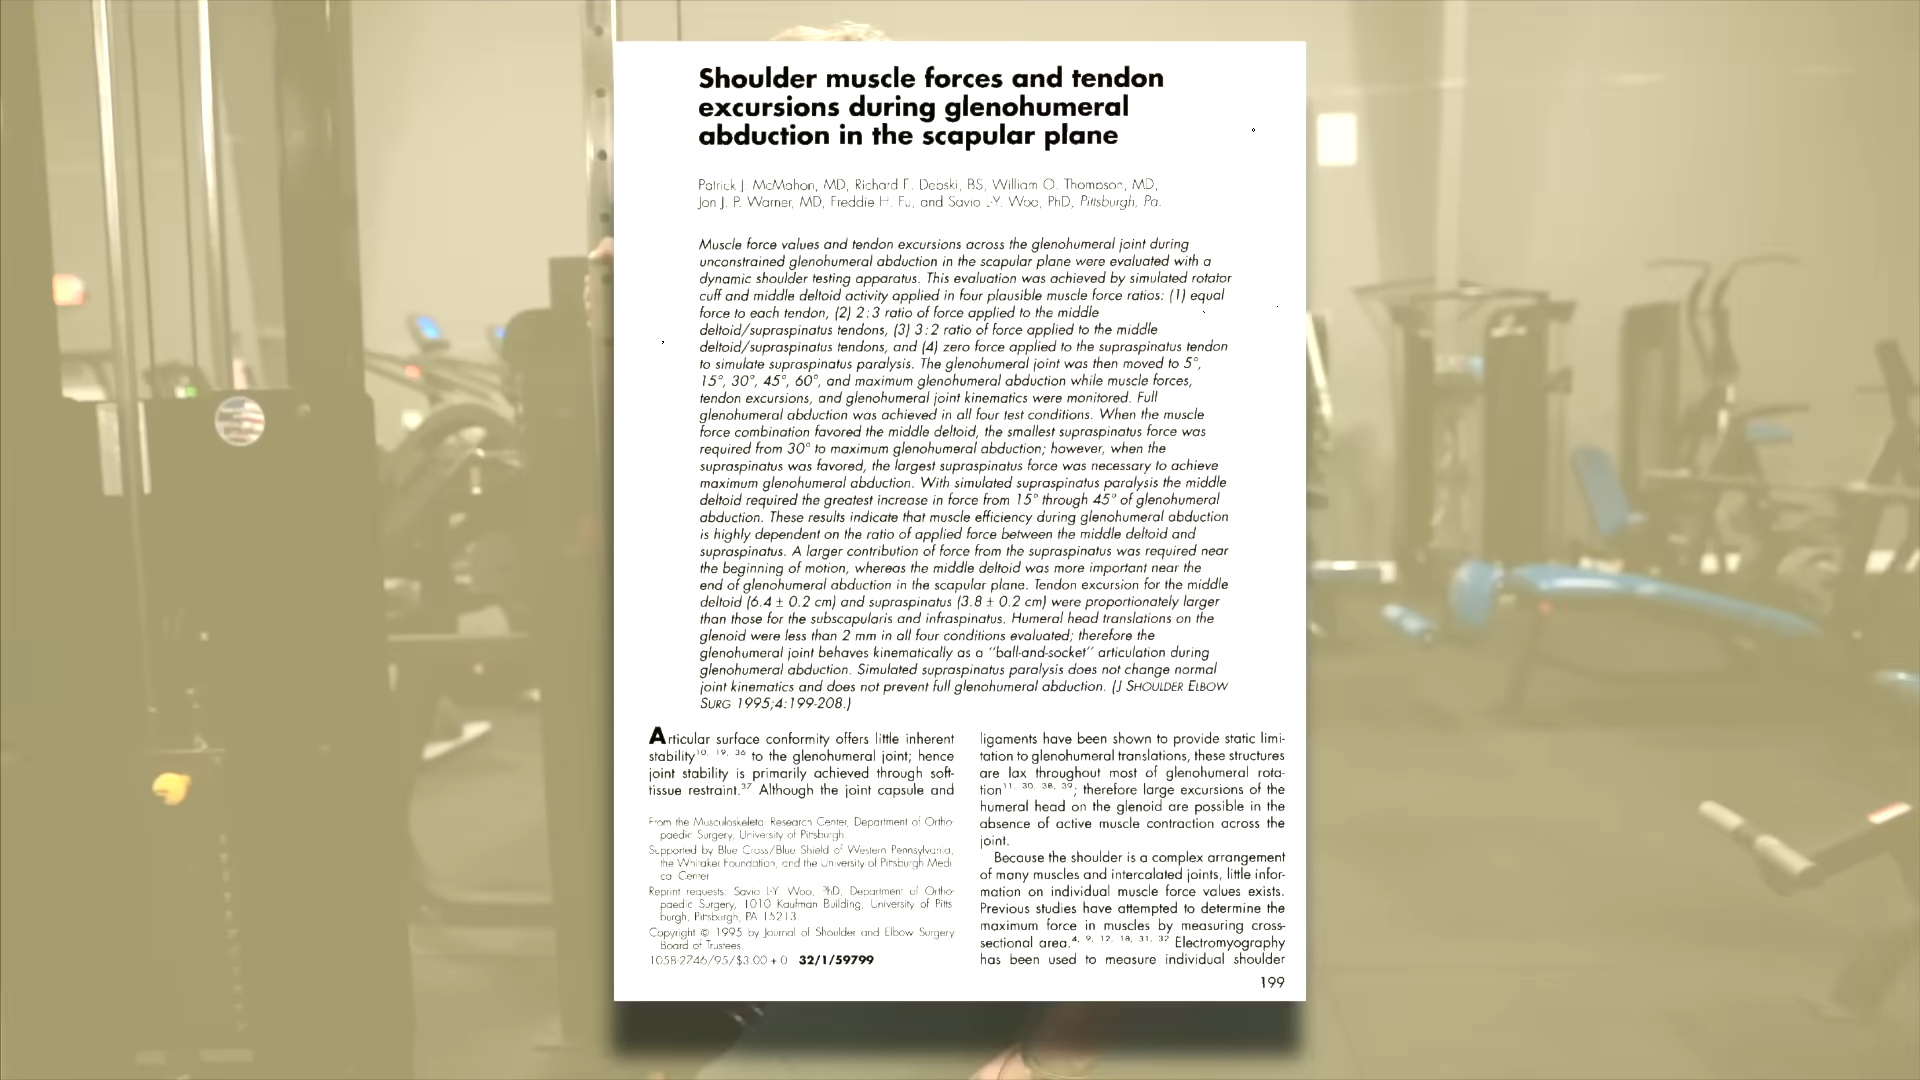 Shoulder muscle forces and tendon
excursions during glenohumeral
abduction in the scapular plane
Patrick J. McMahon, MD, Richard E. Debski, BS, William O. Thompson, MD,
Jon J. P. Warner, MD, Freddie H. Fu, and Savio L-Y. Woo, PhD, Pittsburgh, Pa.
Muscle force values and tendon excursions across the glenohumeral joint during
unconstrained glenohumeral abduction in the scapular plane were evaluated with a
dynamic shoulder testing apparatus. This evaluation was achieved by simulated rotator
cuff and middle deltoid activity applied in four plausible muscle force ratios: (1) equal
force to each tendon, (2) 2:3 ratio of force applied to the middle
deltoid/supraspinatus tendons, (3) 3:2 ratio of force applied to the middle
deltoid/supraspinatus tendons, and (4) zero force applied to the supraspinatus tendon
to simulate supraspinatus paralysis. The glenohumeral joint was then moved to 5°,
15°, 30°, 45°, 60°, and maximum glenohumeral abduction while muscle forces,
tendon excursions, and glenohumeral joint kinematics were monitored. Full
glenohumeral abduction was achieved in all four test conditions. When the muscle
force combination favored the middle deltoid, the smallest supraspinatus force was
required from 30° to maximum glenohumeral abduction; however, when the
supraspinatus was favored, the largest supraspinatus force was necessary to achieve
maximum glenohumeral abduction. With simulated supraspinatus paralysis the middle
deltoid required the greatest increase in force from 15° through 45° of glenohumeral
abduction. These results indicate that muscle efficiency during glenohumeral abduction
is highly dependent on the ratio of applied force between the middle deltoid and
supraspinatus. A larger contribution of force from the supraspinatus was required near
the beginning of motion, whereas the middle deltoid was more important near the
end of glenohumeral abduction in the scapular plane. Tendon excursion for the middle
deltoid (6.4 ± 0.2 cm) and supraspinatus (3.8 ± 0.2 cm) were proportionately larger
than those for the subscapularis and infraspinatus. Humeral head translations on the
glenoid were less than 2 mm in all four conditions evaluated; therefore the
glenohumeral joint behaves kinematically as a "ball-and-socket" articulation during
glenohumeral abduction. Simulated supraspinatus paralysis does not change normal
joint kinematics and does not prevent full glenohumeral abduction. (J SHOULDER ELBOW
SURG 1995;4:199-208.)
Articular surface conformity offers little inherent
stability10, 19, 36 to the glenohumeral joint; hence
joint stability is primarily achieved through soft-
tissue restraint.37 Although the joint capsule and
From the Musculoskeletal Research Center, Department of Ortho-
paedic Surgery, University of Pittsburgh.
Supported by Blue Cross/Blue Shield of Western Pennsylvania,
the Whitaker Foundation, and the University of Pittsburgh Medi-
cal Center.
Reprint requests: Savio L-Y. Woo, PhD, Department of Ortho-
paedic Surgery, 1010 Kaufman Building, University of Pitts-
burgh, Pittsburgh, PA 15213.
Copyright © 1995 by Journal of Shoulder and Elbow Surgery
Board of Trustees.
1058-2746/95/$3.00 + 0 32/1/59799
ligaments have been shown to provide static limi-
tation to glenohumeral translations, these structures
are lax throughout most of glenohumeral rota-
tion11, 30, 38, 39; therefore large excursions of the
humeral head on the glenoid are possible in the
absence of active muscle contraction across the
joint.
Because the shoulder is a complex arrangement
of many muscles and intercalated joints, little infor-
mation on individual muscle force values exists.
Previous studies have attempted to determine the
maximum force in muscles by measuring cross-
sectional area.4, 9, 12, 18, 31, 32 Electromyography
has been used to measure individual shoulder
199